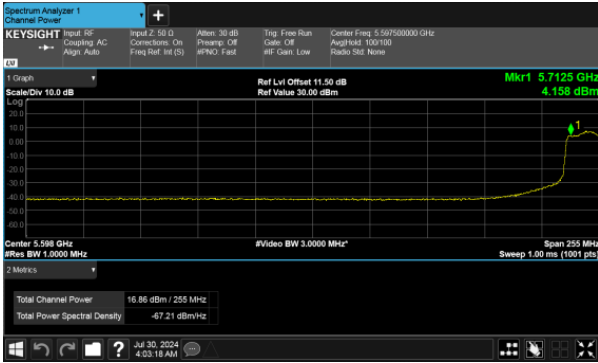 Spectrum Analyzer 1
Channel Power
+
KEYSIGHT
Input: RF
Coupling: AC
Align: Auto
Input Z: 50 Ω
Corrections: On
Freq Ref: Int (S)
Atten: 30 dB
Preamp: Off
#PNO: Fast
Trig: Free Run
Gate: Off
#IF Gain: Low
Center Freq: 5.597500000 GHz
Avg|Hold: 100/100
Radio Std: None
LXI
1 Graph
Scale/Div 10.0 dB
Ref Lvl Offset 11.50 dB
Ref Value 30.00 dBm
Mkr1 5.7125 GHz
4.158 dBm
Log
20.0
10.0
0.00
-10.0
-20.0
-30.0
-40.0
-50.0
-60.0
1
Center 5.598 GHz
#Video BW 3.0000 MHz*
Span 255 MHz
#Res BW 1.0000 MHz
Sweep 1.00 ms (1001 pts)
2 Metrics
Total Channel Power 16.86 dBm / 255 MHz
Total Power Spectral Density -67.21 dBm/Hz
?
Jul 30, 2024
4:03:18 AM